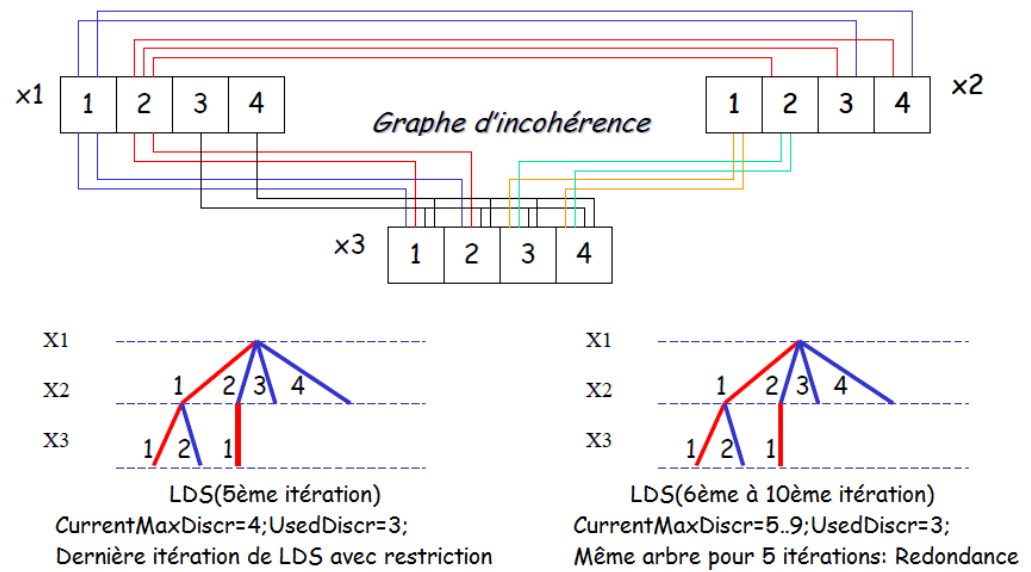 x1
1 2 3 4
Graphe d'incohérence
1 2 3 4
x2
x3
1 2 3 4
X1
X2
X3
1 2 3 4
1 2 1
LDS(5ème itération)
CurrentMaxDiscr=4;UsedDiscr=3;
Dernière itération de LDS avec restriction
X1
X2
X3
1 2 3 4
1 2 1
LDS(6ème à 10ème itération)
CurrentMaxDiscr=5..9;UsedDiscr=3;
Même arbre pour 5 itérations: Redondance